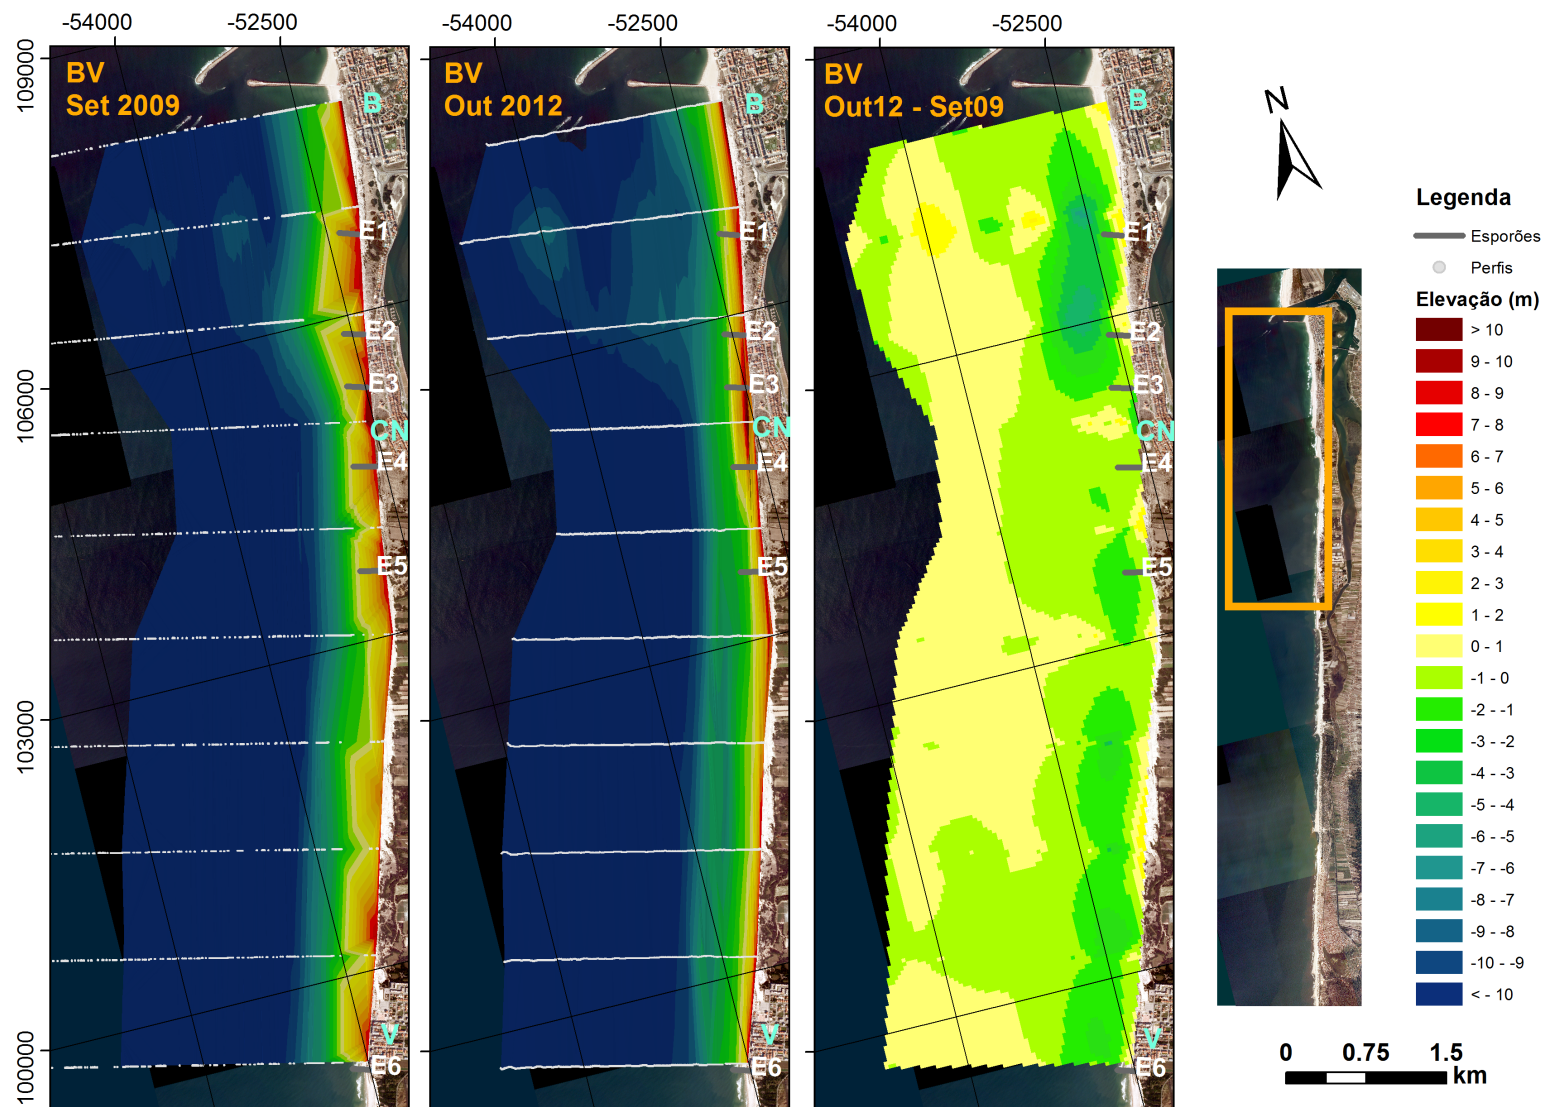 -54000
-52500
-54000
-52500
-54000
-52500
109000
106000
103000
100000
BV
Set 2009
B
E1
E2
E3
CN
E4
E5
V
E6
BV
Out 2012
B
E1
E2
E3
CN
E4
E5
V
E6
BV
Out12 - Set09
B
E1
E2
E3
CN
E4
E5
V
E6
N
Legenda
Esporões
Perfis
Elevação (m)
> 10
9 - 10
8 - 9
7 - 8
6 - 7
5 - 6
4 - 5
3 - 4
2 - 3
1 - 2
0 - 1
-1 - 0
-2 - -1
-3 - -2
-4 - -3
-5 - -4
-6 - -5
-7 - -6
-8 - -7
-9 - -8
-10 - -9
< - 10
0 0.75 1.5
km